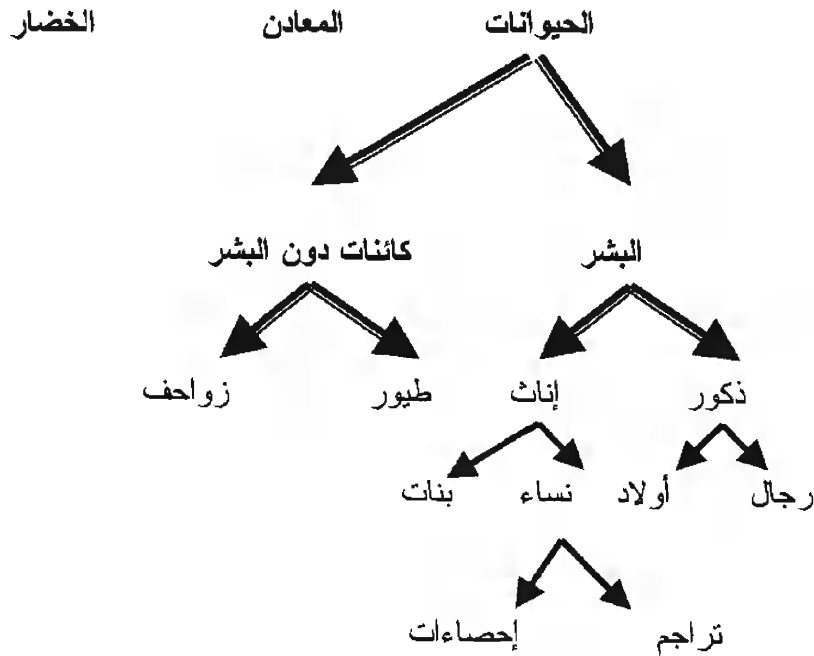 الحيوانات المعادن الخضار
البشر كائنات دون البشر
ذكور إناث طيور زواحف
رجال أولاد نساء بنات
تراجم إحصاءات